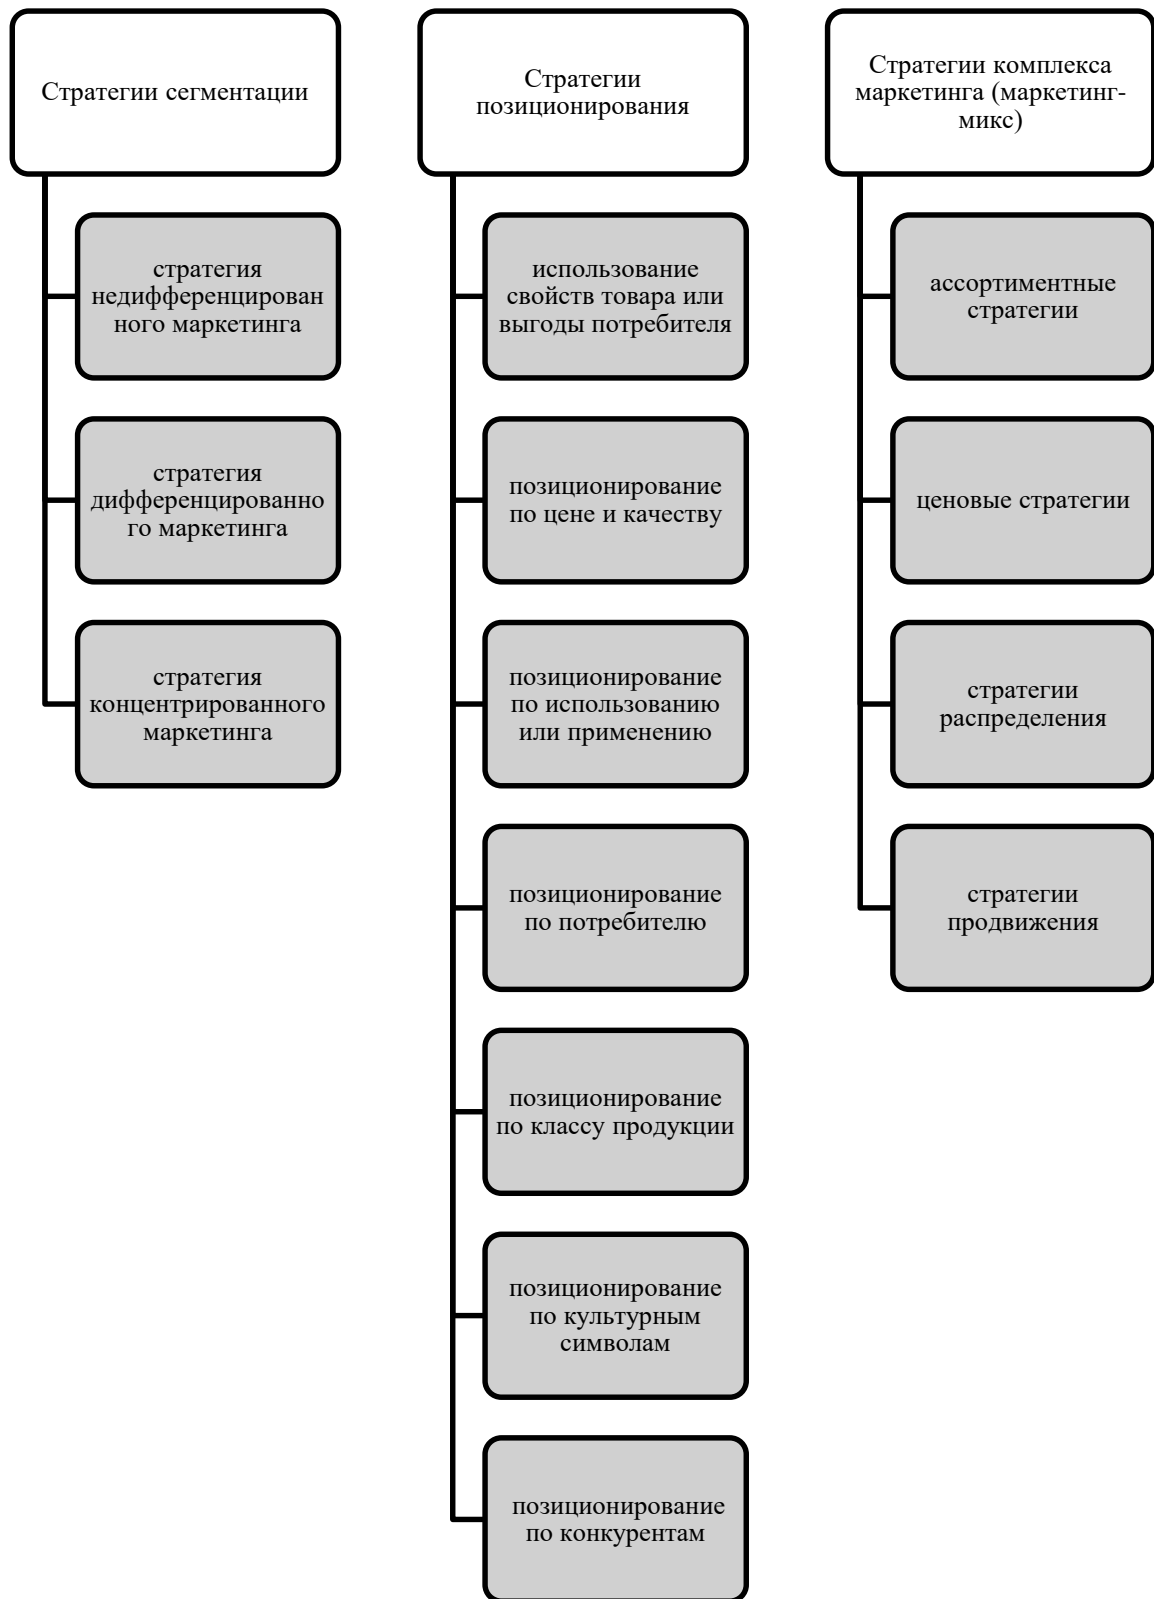 Стратегии сегментации
стратегия
недифференцирован
ного маркетинга
стратегия
дифференцированно
го маркетинга
стратегия
концентрированного
маркетинга
Стратегии
позиционирования
использование
свойств товара или
выгоды потребителя
позиционирование
по цене и качеству
позиционирование
по использованию
или применению
позиционирование
по потребителю
позиционирование
по классу продукции
позиционирование
по культурным
символам
позиционирование
по конкурентам
Стратегии комплекса
маркетинга (маркетинг-
микс)
ассортиментные
стратегии
ценовые стратегии
стратегии
распределения
стратегии
продвижения